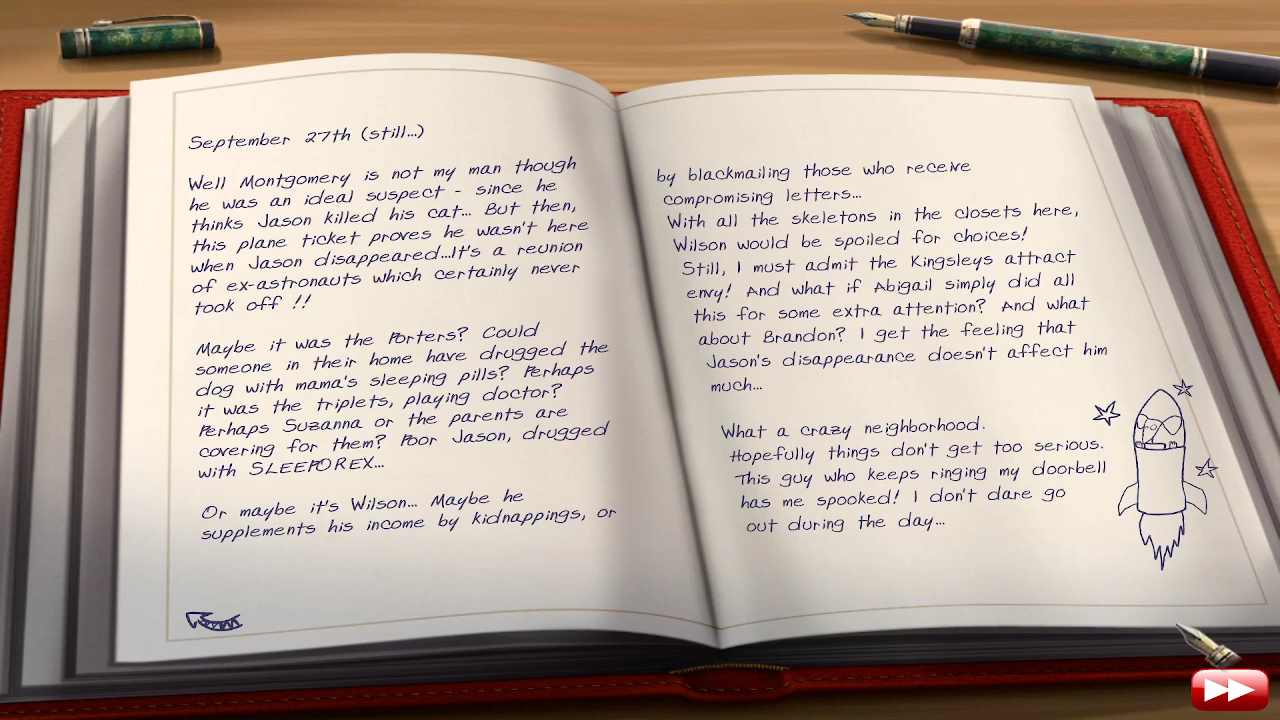 September 27th (still...)
Well Montgomery is not my man though
he was an ideal suspect - since he
thinks Jason killed his cat... But then,
this plane ticket proves he wasn't here
when Jason disappeared...It's a reunion
of ex-astronauts which certainly never
took off !!
Maybe it was the Porters? Could
someone in their home have drugged the
dog with mama's sleeping pills? Perhaps
it was the triplets, playing doctor?
Perhaps Suzanna or the parents are
covering for them? Poor Jason, drugged
with SLEEPOREX...
Or maybe it's Wilson... Maybe he
supplements his income by kidnappings, or
by blackmailing those who receive
compromising letters...
With all the skeletons in the closets here,
Wilson would be spoiled for choices!
Still, I must admit the Kingsleys attract
envy! And what if Abigail simply did all
this for some extra attention? And what
about Brandon? I get the feeling that
Jason's disappearance doesn't affect him
much...
What a crazy neighborhood.
Hopefully things don't get too serious.
This guy who keeps ringing my doorbell
has me spooked! I don't dare go
out during the day...